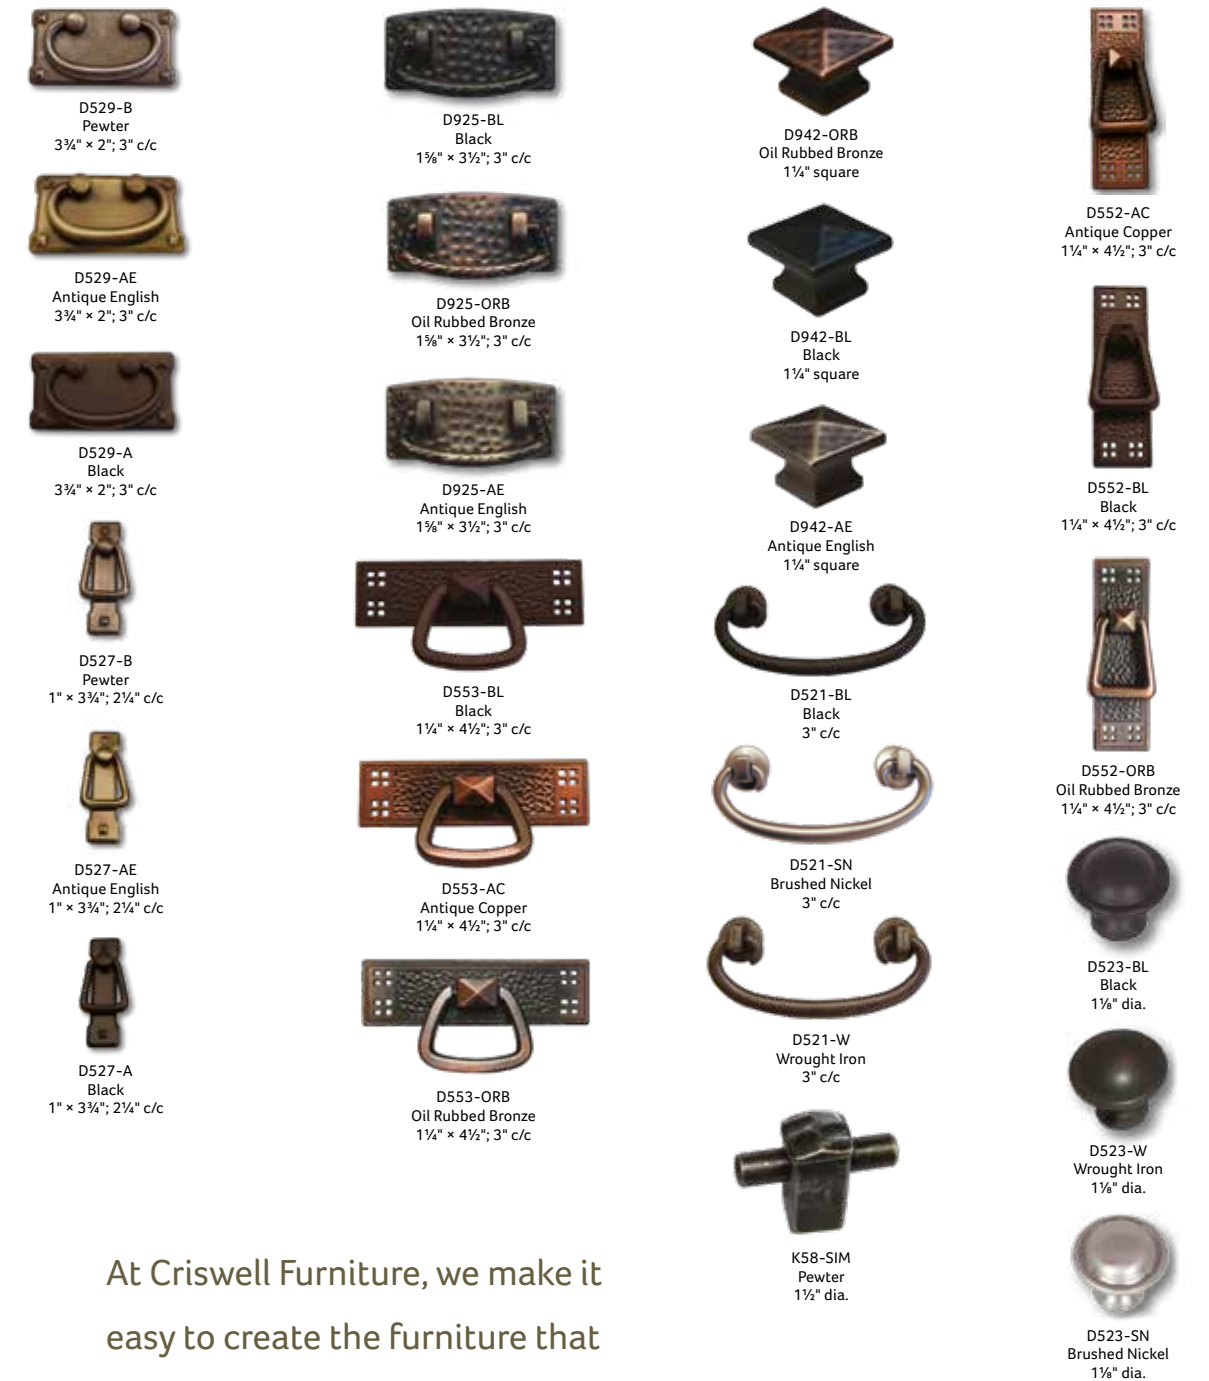 D529-B
Pewter
3¾" × 2"; 3" c/c
D529-AE
Antique English
3¾" × 2"; 3" c/c
D529-A
Black
3¾" × 2"; 3" c/c
D527-B
Pewter
1" × 3¾"; 2¼" c/c
D527-AE
Antique English
1" × 3¾"; 2¼" c/c
D527-A
Black
1" × 3¾"; 2¼" c/c
D925-BL
Black
1⅝" × 3½"; 3" c/c
D925-ORB
Oil Rubbed Bronze
1⅝" × 3½"; 3" c/c
D925-AE
Antique English
1⅝" × 3½"; 3" c/c
D553-BL
Black
1¼" × 4½"; 3" c/c
D553-AC
Antique Copper
1¼" × 4½"; 3" c/c
D553-ORB
Oil Rubbed Bronze
1¼" × 4½"; 3" c/c
D942-ORB
Oil Rubbed Bronze
1¼" square
D942-BL
Black
1¼" square
D942-AE
Antique English
1¼" square
D521-BL
Black
3" c/c
D521-SN
Brushed Nickel
3" c/c
D521-W
Wrought Iron
3" c/c
K58-SIM
Pewter
1½" dia.
D552-AC
Antique Copper
1¼" × 4½"; 3" c/c
D552-BL
Black
1¼" × 4½"; 3" c/c
D552-ORB
Oil Rubbed Bronze
1¼" × 4½"; 3" c/c
D523-BL
Black
1⅛" dia.
D523-W
Wrought Iron
1⅛" dia.
D523-SN
Brushed Nickel
1⅛" dia.
At Criswell Furniture, we make it
easy to create the furniture that